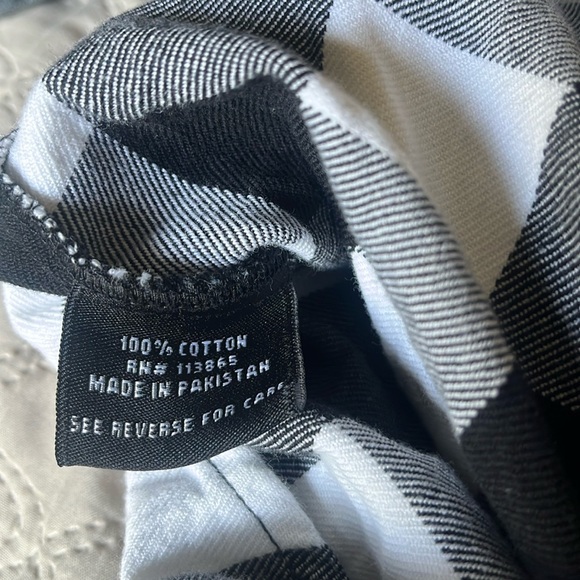 100% COTTON
RN# 113865
MADE IN PAKISTAN
SEE REVERSE FOR CARE